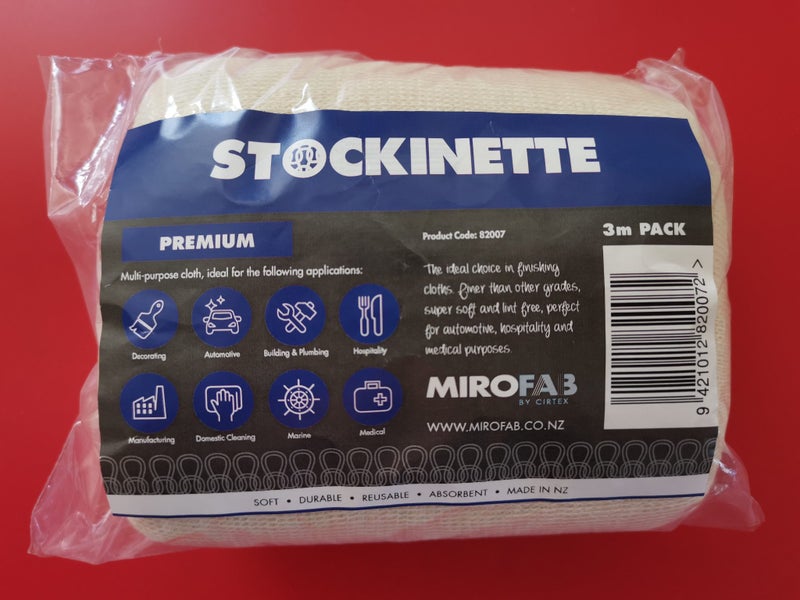 STOCKINETTE
PREMIUM
Multi-purpose cloth, ideal for the following applications:
Decorating
Automotive
Building & Plumbing
Hospitality
Manufacturing
Domestic Cleaning
Marine
Medical
Product Code: 82007
The ideal choice in finishing
cloths. Finer than other grades,
super soft and lint free, perfect
for automotive, hospitality and
medical purposes.
MIROFAB
BY CIRTEX
WWW.MIROFAB.CO.NZ
3m PACK
9 421012 820072 >
SOFT • DURABLE • REUSABLE • ABSORBENT • MADE IN NZ